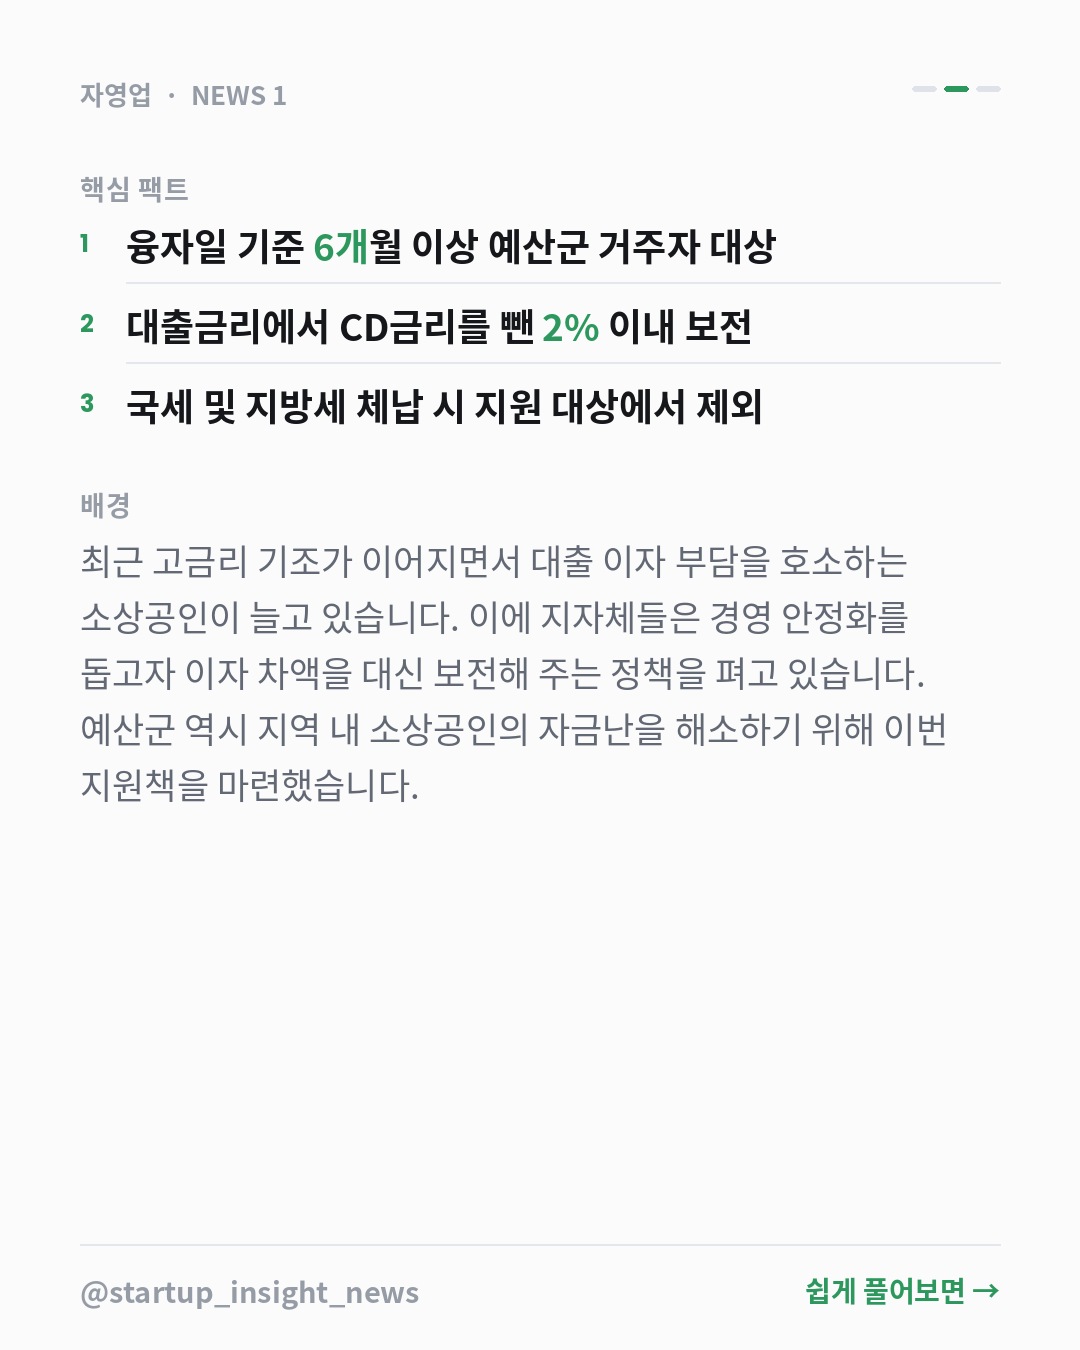 자영업 · NEWS 1
핵심 팩트
1 융자일 기준 6개월 이상 예산군 거주자 대상
2 대출금리에서 CD금리를 뺀 2% 이내 보전
3 국세 및 지방세 체납 시 지원 대상에서 제외
배경
최근 고금리 기조가 이어지면서 대출 이자 부담을 호소하는
소상공인이 늘고 있습니다. 이에 지자체들은 경영 안정화를
돕고자 이자 차액을 대신 보전해 주는 정책을 펴고 있습니다.
예산군 역시 지역 내 소상공인의 자금난을 해소하기 위해 이번
지원책을 마련했습니다.
@startup_insight_news
쉽게 풀어보면 →